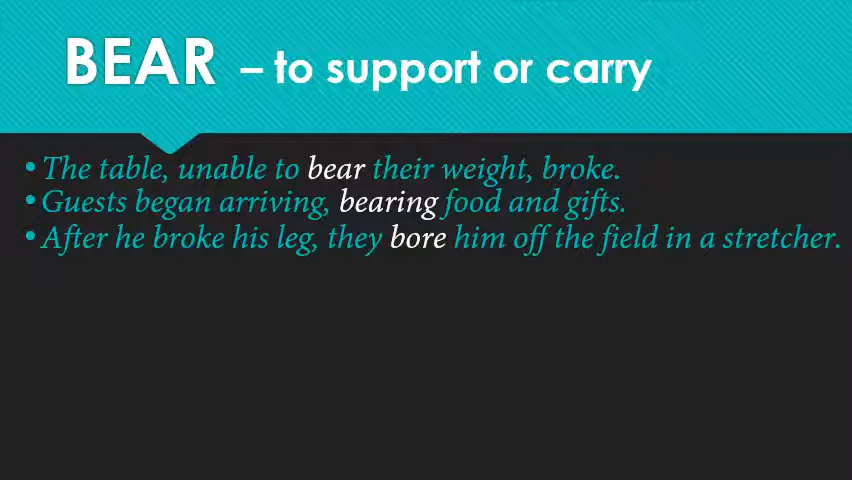 BEAR – to support or carry
• The table, unable to bear their weight, broke.
• Guests began arriving, bearing food and gifts.
• After he broke his leg, they bore him off the field in a stretcher.